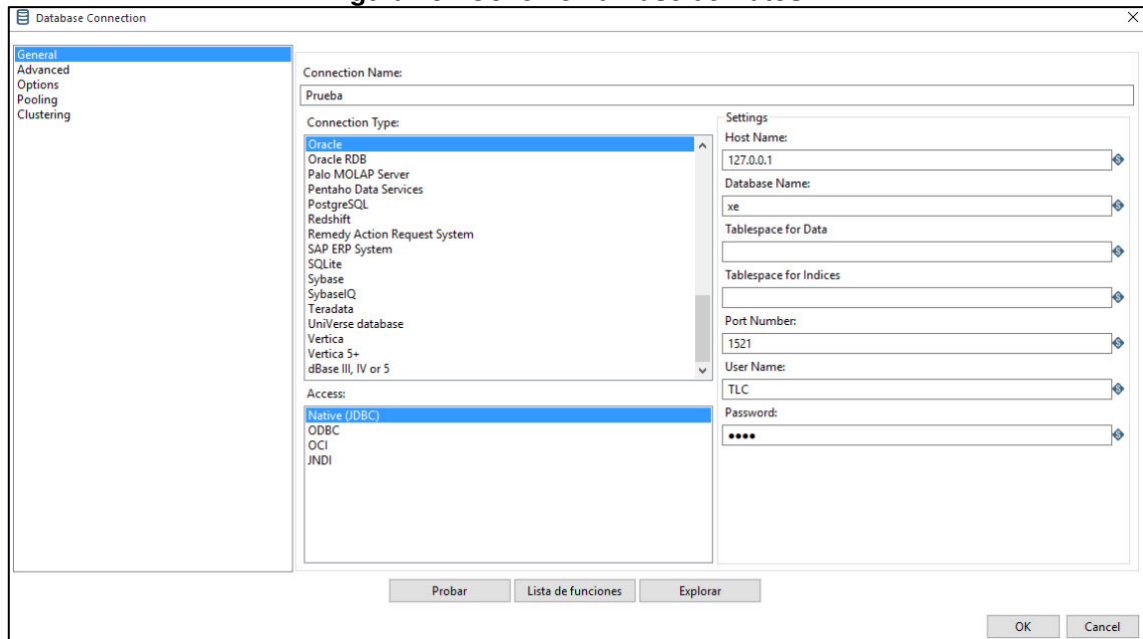 Database Connection
General
Advanced
Options
Pooling
Clustering
Connection Name:
Prueba
Connection Type:
Oracle
Oracle RDB
Palo MOLAP Server
Pentaho Data Services
PostgreSQL
Redshift
Remedy Action Request System
SAP ERP System
SQLite
Sybase
SybaseIQ
Teradata
UniVerse database
Vertica
Vertica 5+
dBase III, IV or 5
Access:
Native (JDBC)
ODBC
OCI
JNDI
Settings
Host Name:
127.0.0.1
Database Name:
xe
Tablespace for Data
Tablespace for Indices
Port Number:
1521
User Name:
TLC
Password:
••••
Probar
Lista de funciones
Explorar
OK
Cancel